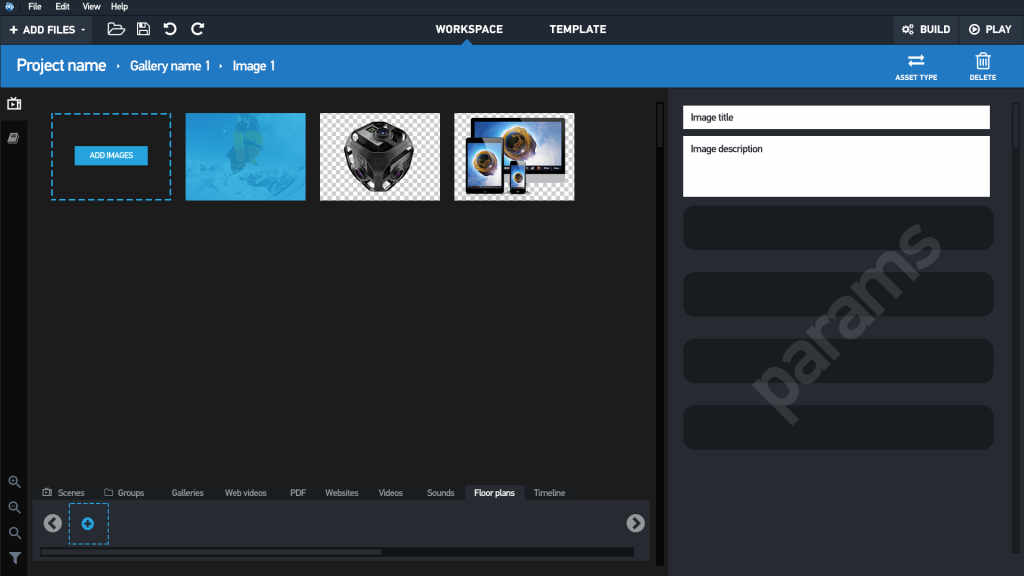 File Edit View Help
+ ADD FILES
WORKSPACE TEMPLATE
BUILD PLAY
Project name Gallery name 1 Image 1
ASSET TYPE DELETE
ADD IMAGES
Image title
Image description
params
Scenes Groups Galleries Web videos PDF Websites Videos Sounds Floor plans Timeline